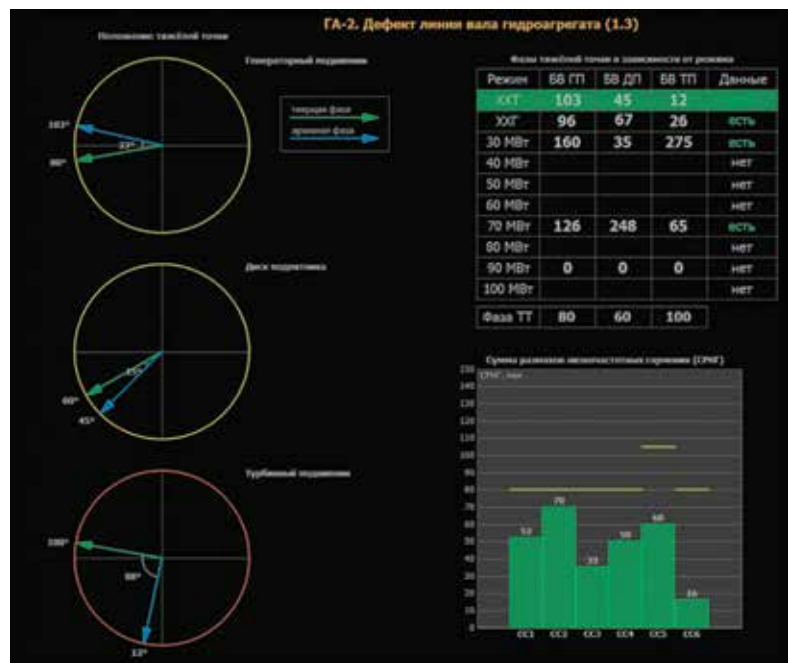 ГА-2. Дефект линии вала гидроагрегата (1.3)
Положение тяжёлой точки
Генераторный подшипник
текущая фаза
архивная фаза
103°
23°
80°
Диск подпятника
15°
60°
45°
Турбинный подшипник
100°
88°
12°
Фазы тяжёлой точки в зависимости от режима
Режим БВ ГП БВ ДП БВ ТП Данные
ХХТ 103 45 12
ХХГ 96 67 26 есть
30 МВт 160 35 275 есть
40 МВт нет
50 МВт нет
60 МВт нет
70 МВт 126 248 65 есть
80 МВт нет
90 МВт 0 0 0 нет
100 МВт нет
Фаза ТТ 80 60 100
Сумма размахов низкочастотных гармоник (СРНГ)
СРНГ, мкм
150
140
130
120
110
100
90
80
70
60
50
40
30
20
10
0
52 70 35 50 60 16
СС1 СС2 СС3 СС4 СС5 СС6